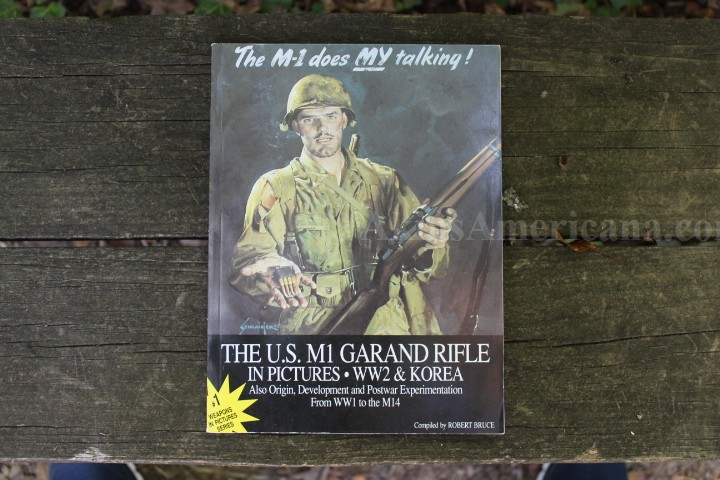 The M-1 does MY talking!
THE U.S. M1 GARAND RIFLE
IN PICTURES • WW2 & KOREA
Also Origin, Development and Postwar Experimentation
From WW1 to the M14
#1
WEAPONS
IN PICTURES
SERIES
Compiled by ROBERT BRUCE
Americana.com